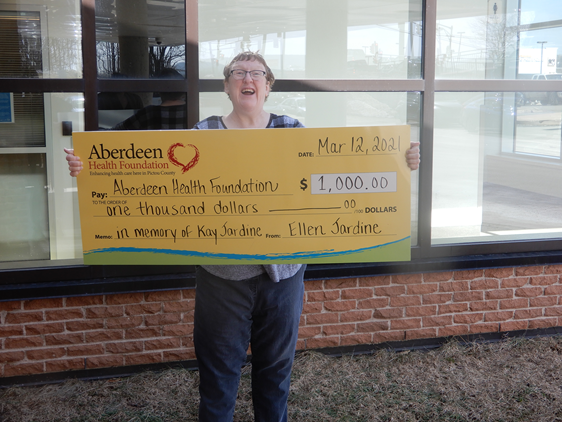 Aberdeen
Health Foundation
Enhancing health care here in Pictou County
DATE: Mar 12, 2021
Pay: Aberdeen Health Foundation $ 1,000.00
TO THE ORDER OF
one thousand dollars 00 /100 DOLLARS
Memo: in memory of Kay Jardine From: Ellen Jardine